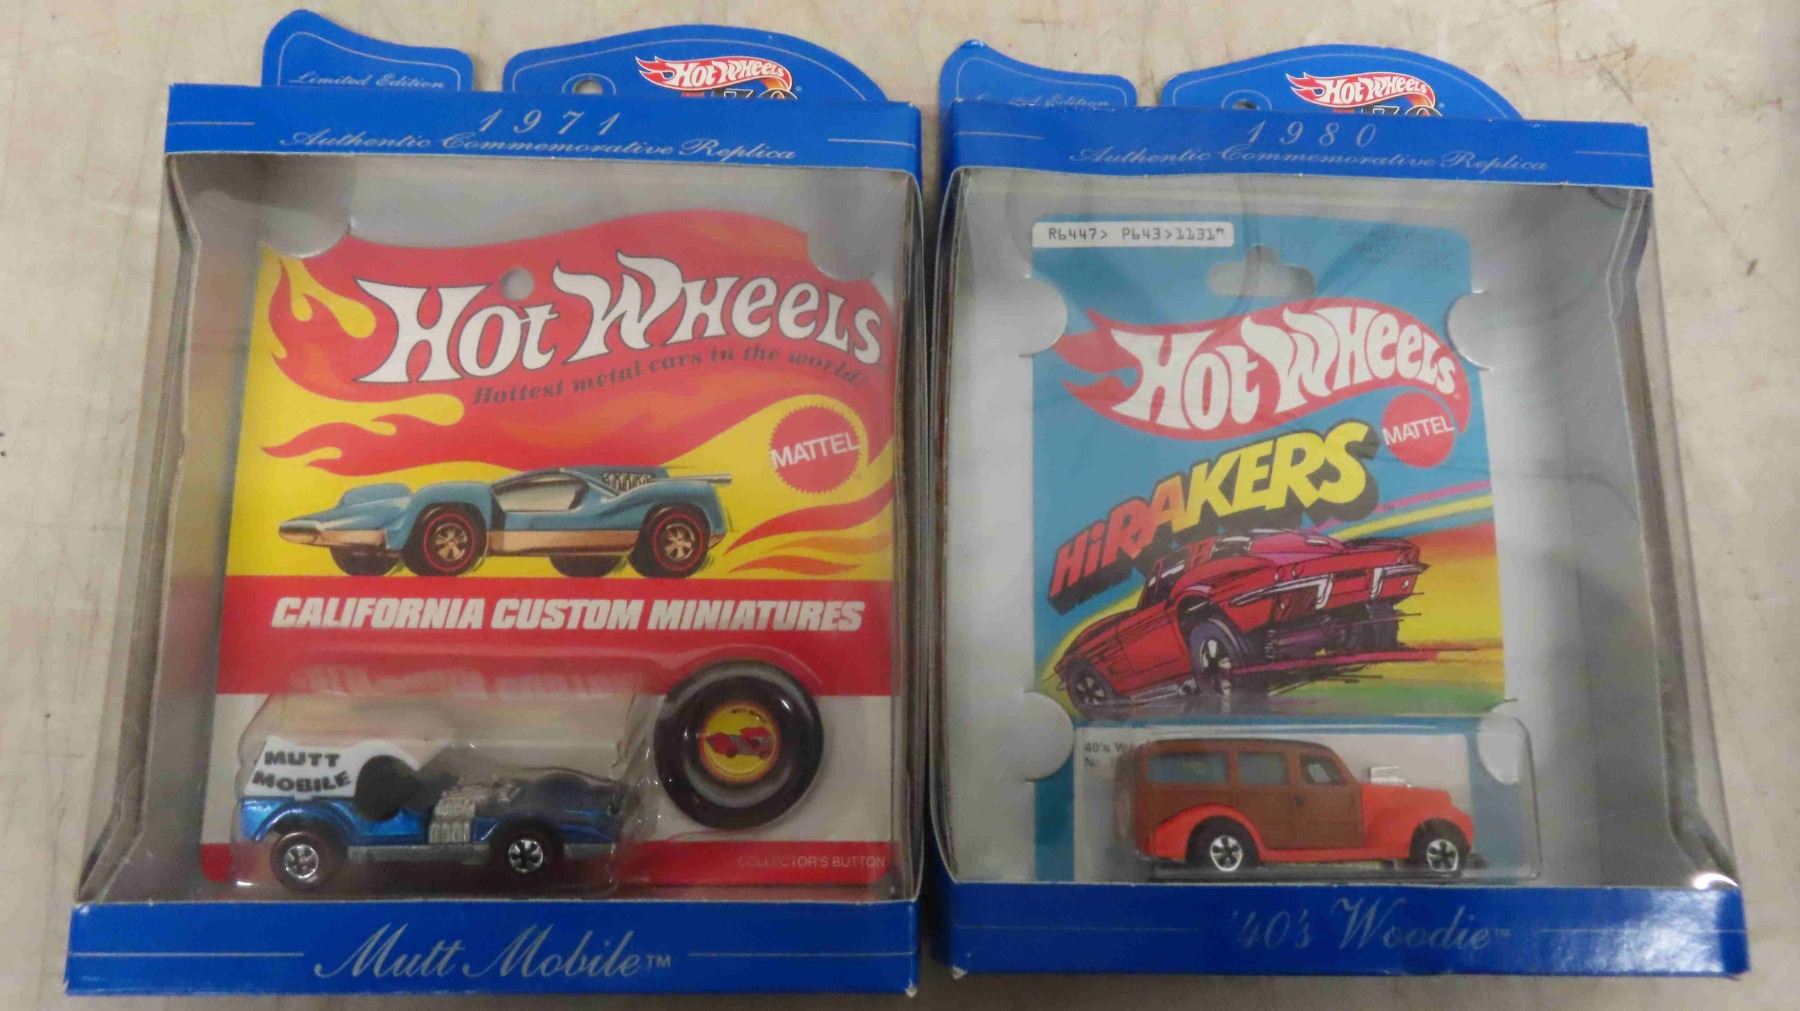 Limited Edition
HOT WHEELS
1971
Authentic Commemorative Replica
HOT WHEELS
Hottest metal cars in the world!
MATTEL
CALIFORNIA CUSTOM MINIATURES
MUTT
MOBILE
COLLECTOR'S BUTTON
Mutt Mobile™
Edition
HOT WHEELS
1980
Authentic Commemorative Replica
R6447> P643>1131
HOT WHEELS
MATTEL
HiRAKERS
40's
'40's Woodie™